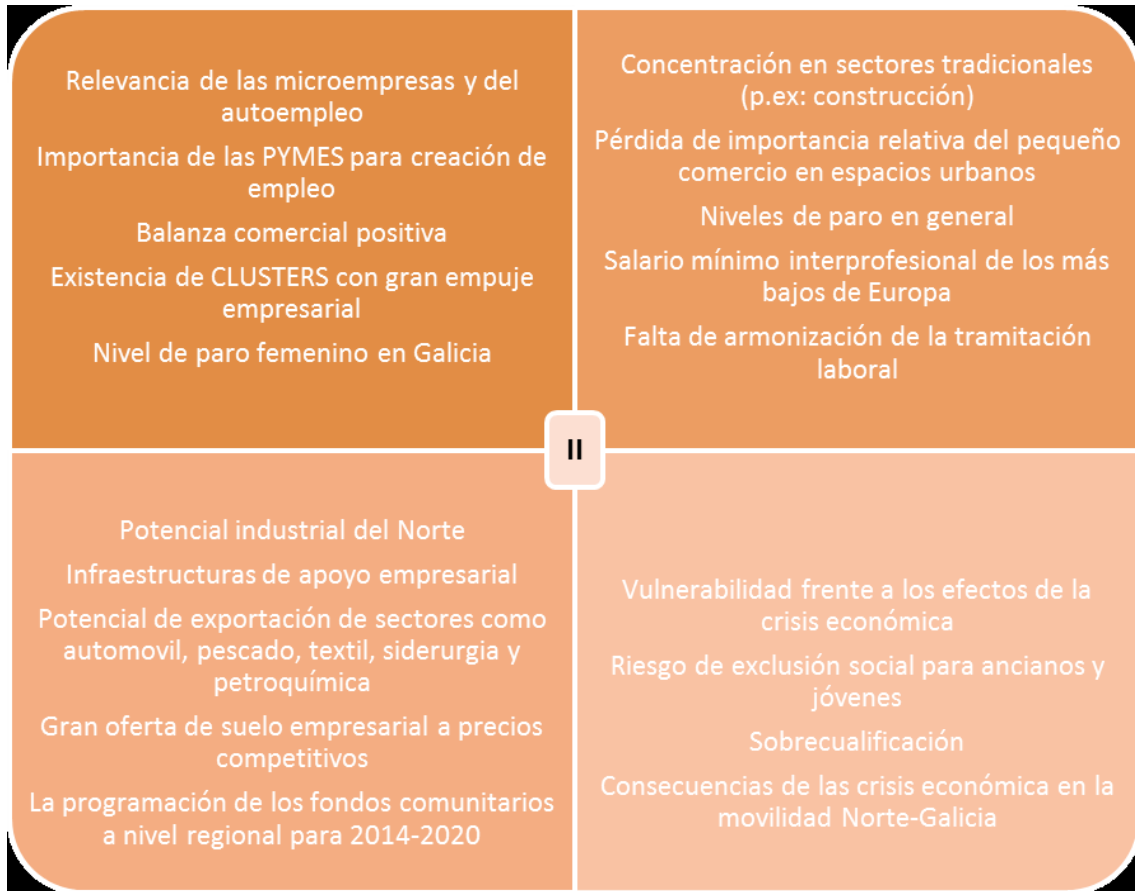 Relevancia de las microempresas y del
autoempleo
Importancia de las PYMES para creación de
empleo
Balanza comercial positiva
Existencia de CLUSTERS con gran empuje
empresarial
Nivel de paro femenino en Galicia
Concentración en sectores tradicionales
(p.ex: construcción)
Pérdida de importancia relativa del pequeño
comercio en espacios urbanos
Niveles de paro en general
Salario mínimo interprofesional de los más
bajos de Europa
Falta de armonización de la tramitación
laboral
II
Potencial industrial del Norte
Infraestructuras de apoyo empresarial
Potencial de exportación de sectores como
automovil, pescado, textil, siderurgia y
petroquímica
Gran oferta de suelo empresarial a precios
competitivos
La programación de los fondos comunitarios
a nivel regional para 2014-2020
Vulnerabilidad frente a los efectos de la
crisis económica
Riesgo de exclusión social para ancianos y
jóvenes
Sobrecualificación
Consecuencias de las crisis económica en la
movilidad Norte-Galicia